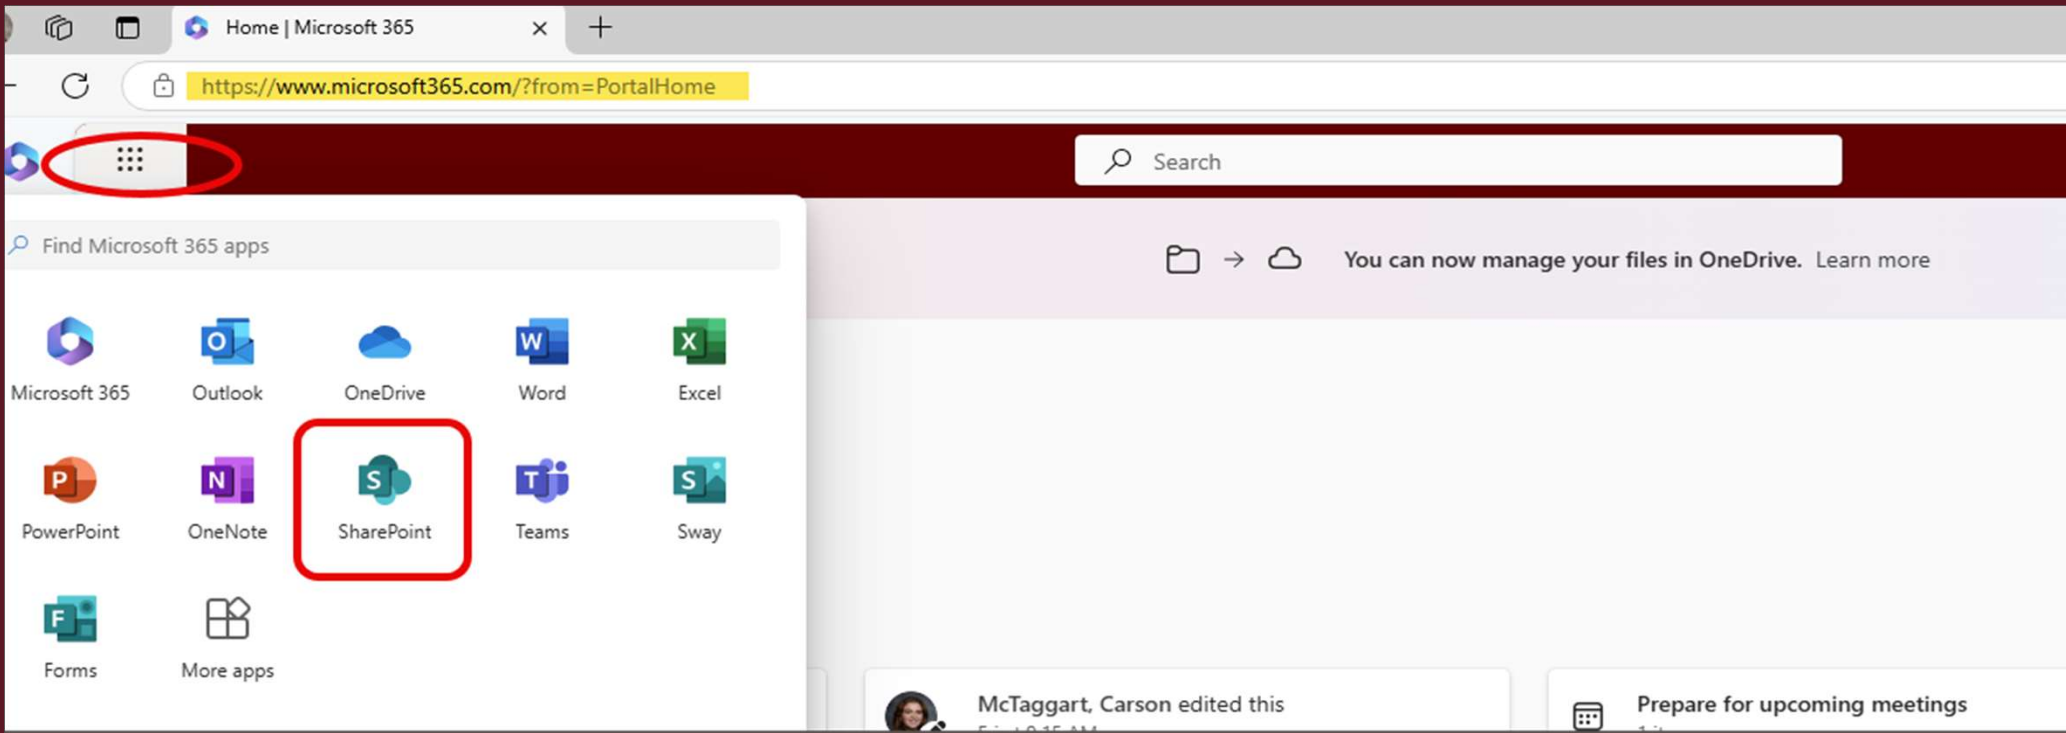 Home | Microsoft 365
https://www.microsoft365.com/?from=PortalHome
Search
Find Microsoft 365 apps
You can now manage your files in OneDrive. Learn more
Microsoft 365 Outlook OneDrive Word Excel
PowerPoint OneNote SharePoint Teams Sway
Forms More apps
McTaggart, Carson edited this
Prepare for upcoming meetings